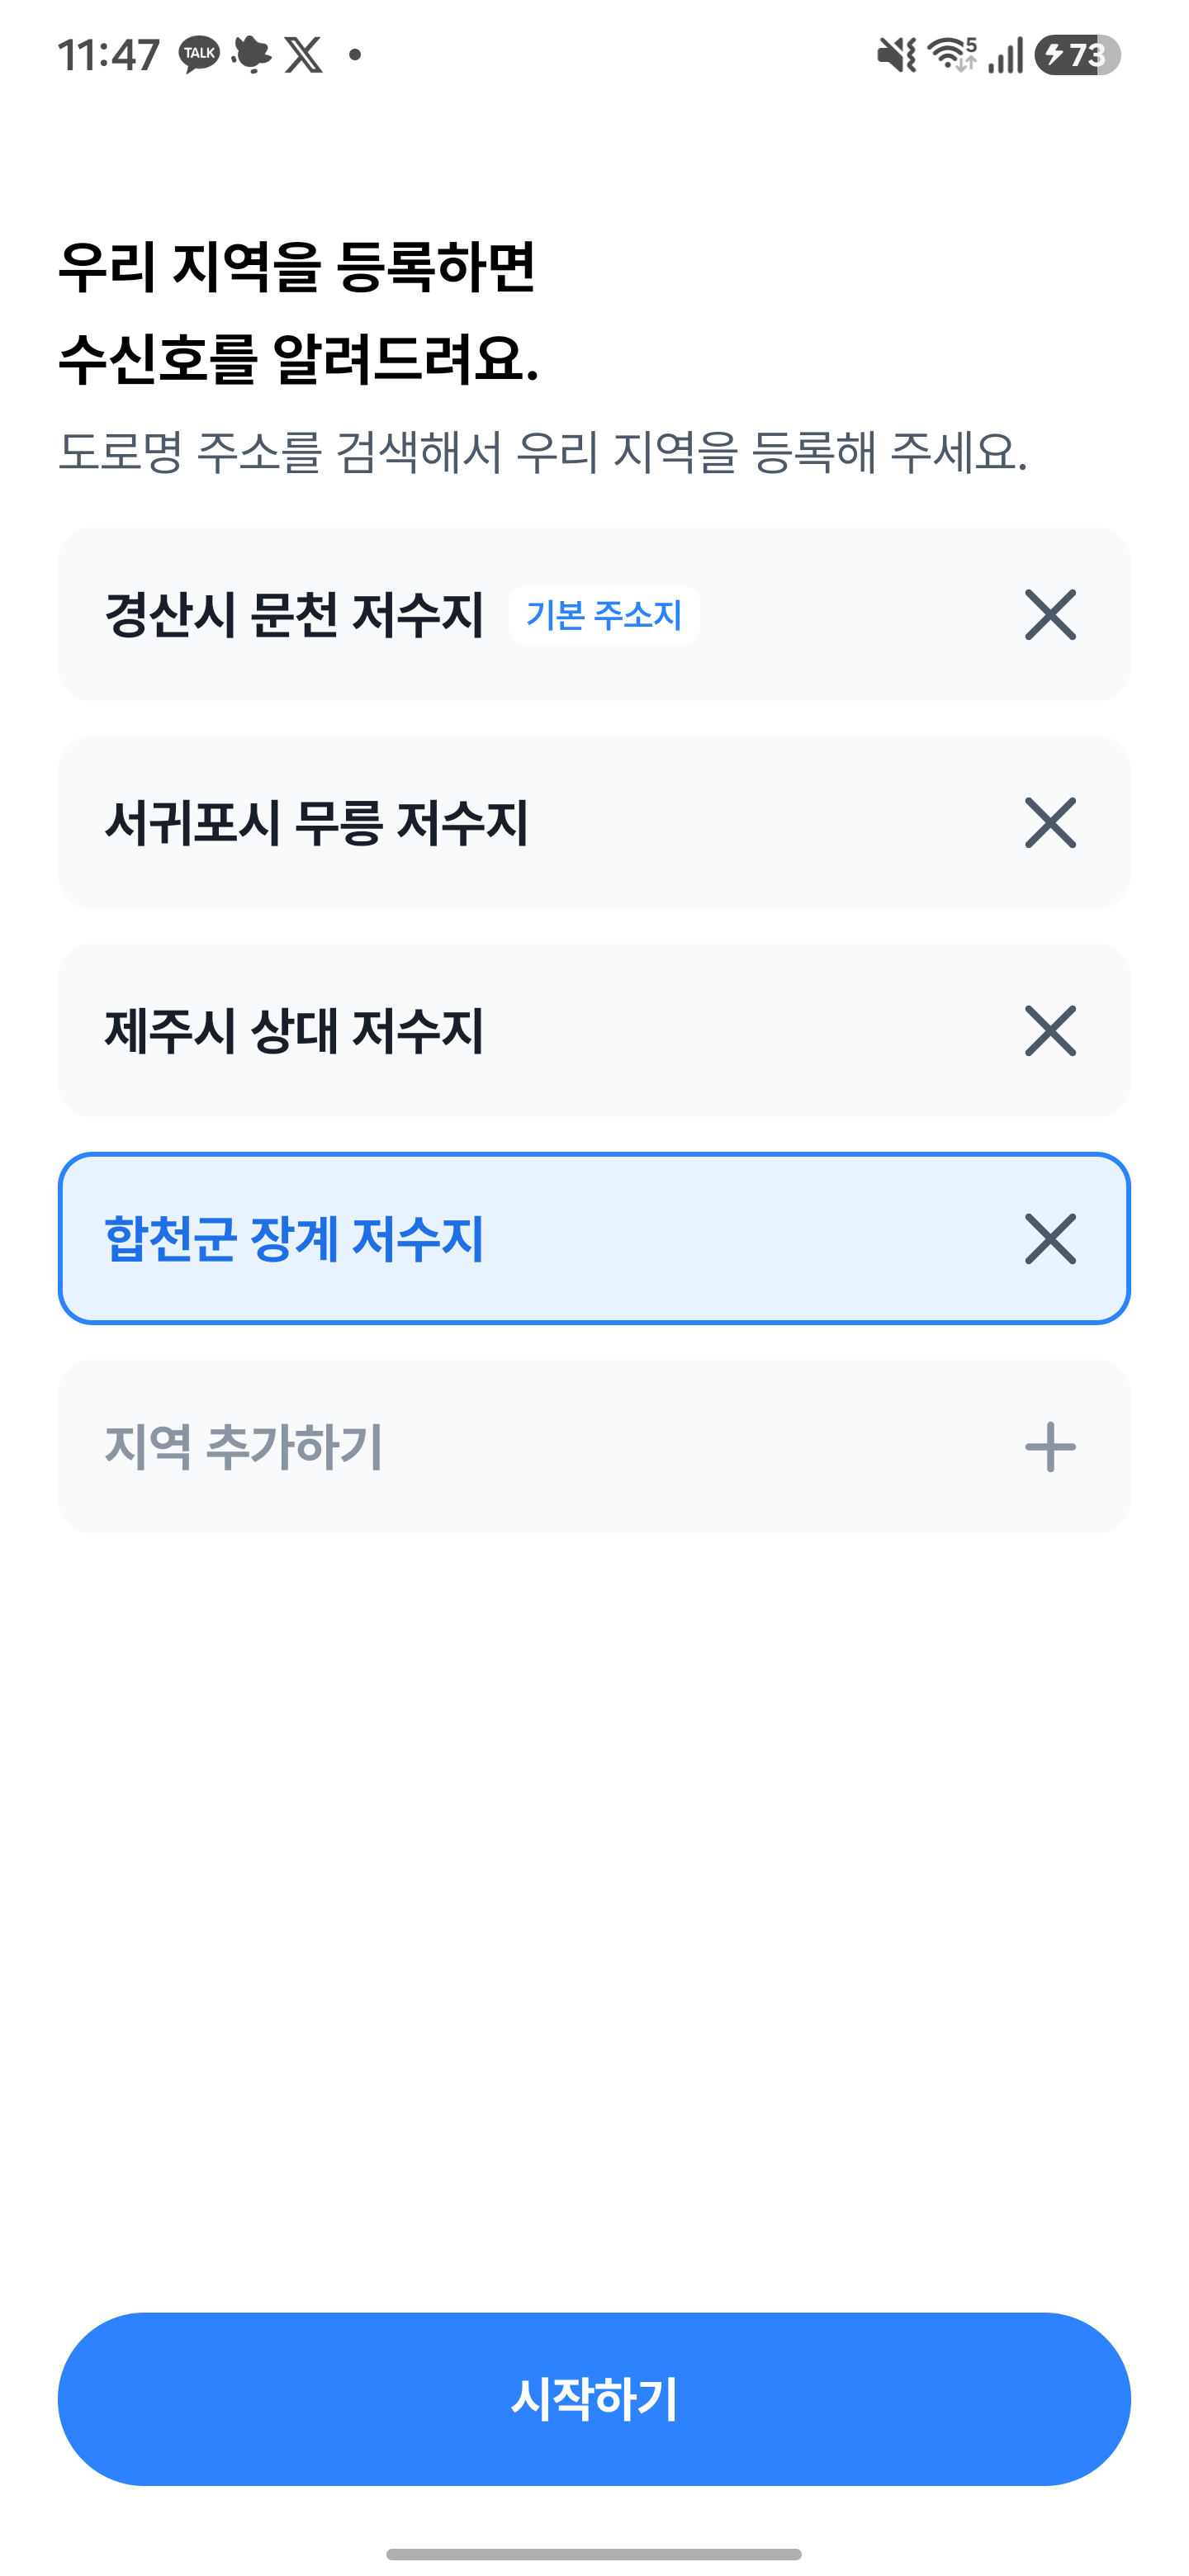 11:47 TALK 5 73
우리 지역을 등록하면
수신호를 알려드려요.
도로명 주소를 검색해서 우리 지역을 등록해 주세요.
경산시 문천 저수지 기본 주소지
서귀포시 무릉 저수지
제주시 상대 저수지
합천군 장계 저수지
지역 추가하기
시작하기